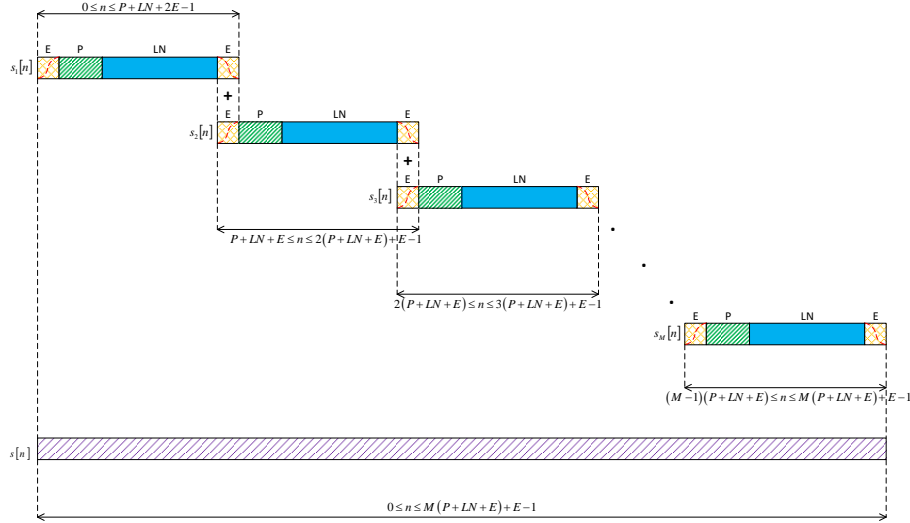 0 ≤ n ≤ P+LN+2E−1
E P LN E
s₁[n]
+
E P LN E
s₂[n]
+
E P LN E
s₃[n]
P+LN+E ≤ n ≤ 2(P+LN+E)+E−1
2(P+LN+E) ≤ n ≤ 3(P+LN+E)+E−1
E P LN E
s_M[n]
(M−1)(P+LN+E) ≤ n ≤ M(P+LN+E)+E−1
s[n]
0 ≤ n ≤ M(P+LN+E)+E−1